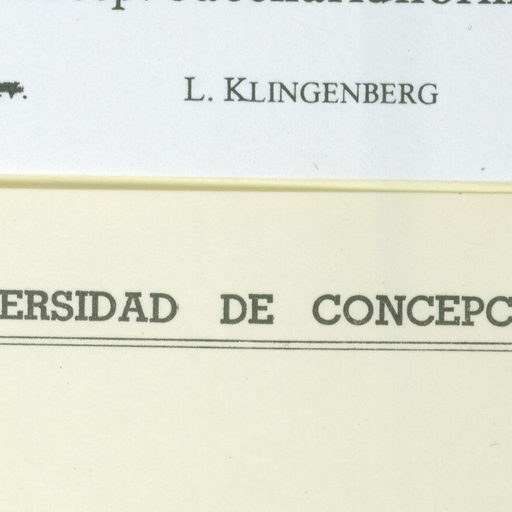 L. KLINGENBERG
ERSIDAD DE CONCEPC